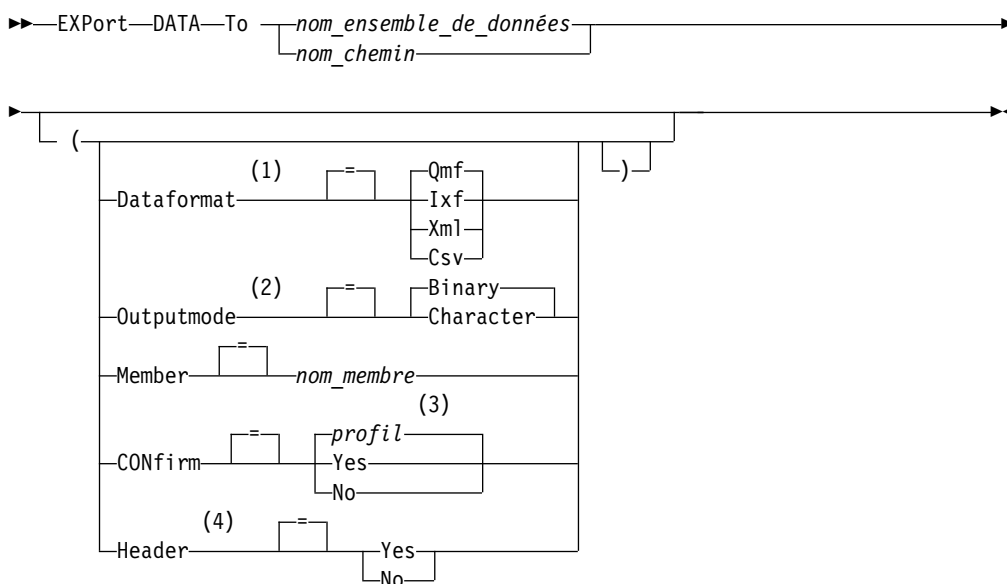 EXPort DATA To nom_ensemble_de_données
nom_chemin
(
)
(1)
Dataformat = Qmf
Ixf
Xml
Csv
(2)
Outputmode = Binary
Character
Member = nom_membre
(3)
CONfirm = profil
Yes
No
(4)
Header = Yes
No